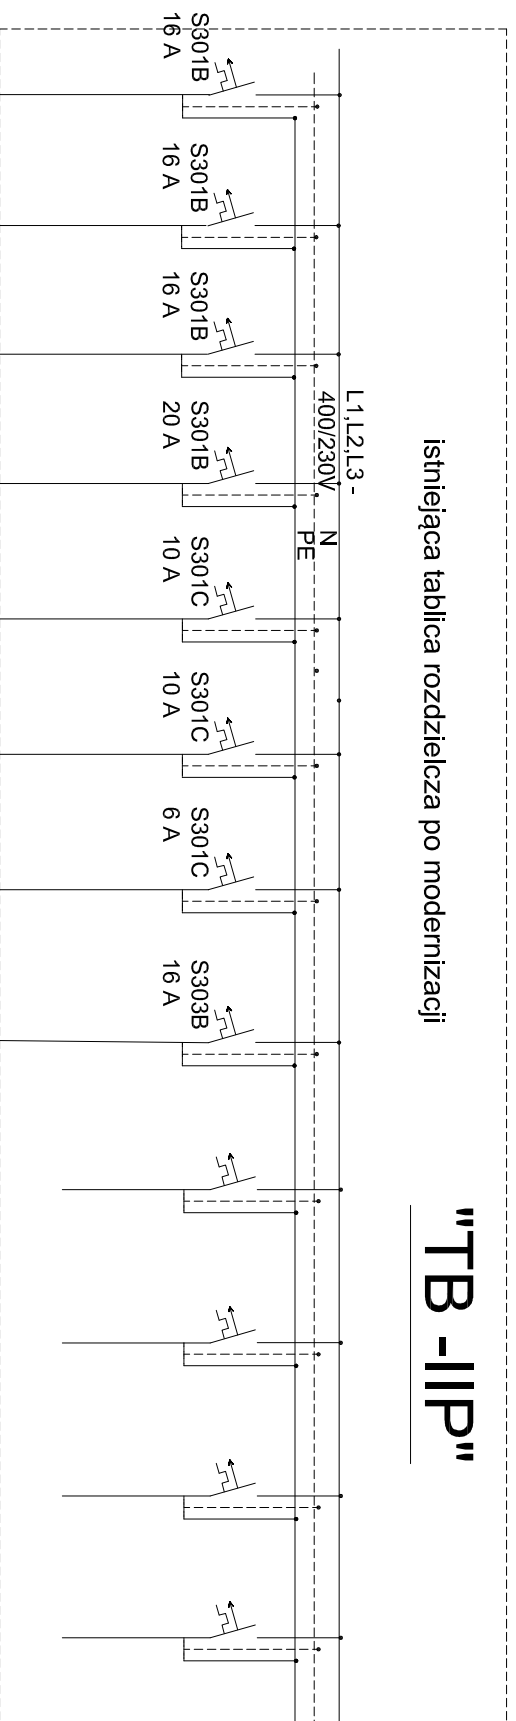 "TB -IIP"
istniejąca tablica rozdzielcza po modernizacji
L1,L2,L3 -
400/230V
N
PE
S301B
16 A
S301B
16 A
S301B
16 A
S301B
20 A
S301C
10 A
S301C
10 A
S301C
6 A
S303B
16 A